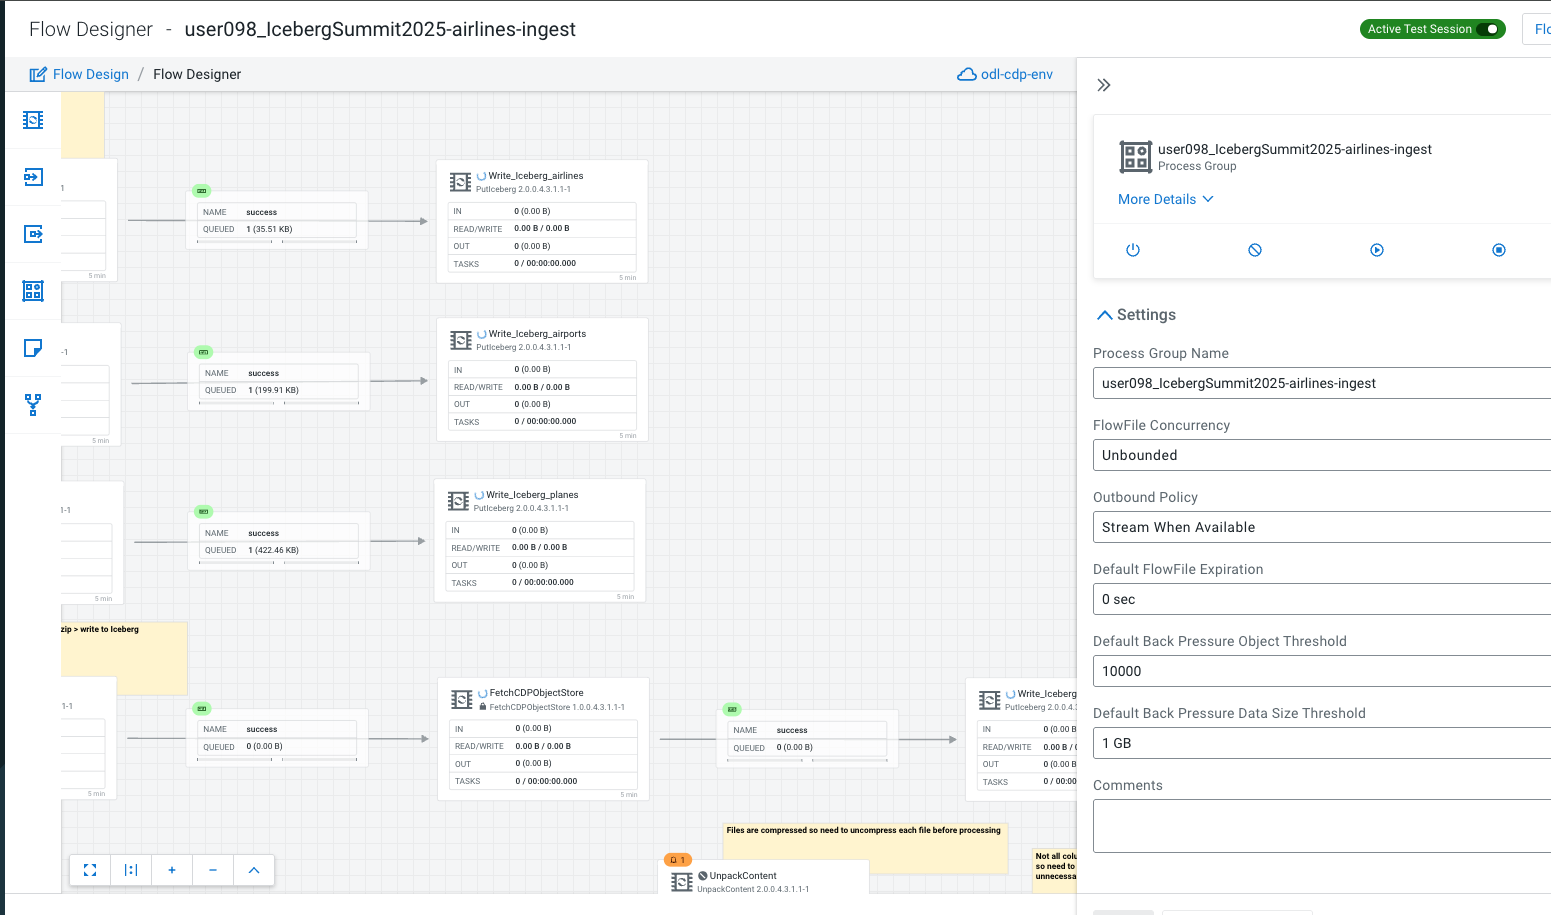 Flow Designer - user098_IcebergSummit2025-airlines-ingest
Active Test Session
Flo
Flow Design / Flow Designer
odl-cdp-env
1
5 min
NAME success
QUEUED 1 (35.51 KB)
Write_Iceberg_airlines
PutIceberg 2.0.0.4.3.1.1-1
IN 0 (0.00 B)
READ/WRITE 0.00 B / 0.00 B
OUT 0 (0.00 B)
TASKS 0 / 00:00:00.000
5 min
-1
5 min
NAME success
QUEUED 1 (199.91 KB)
Write_Iceberg_airports
PutIceberg 2.0.0.4.3.1.1-1
IN 0 (0.00 B)
READ/WRITE 0.00 B / 0.00 B
OUT 0 (0.00 B)
TASKS 0 / 00:00:00.000
5 min
1-1
5 min
NAME success
QUEUED 1 (422.46 KB)
Write_Iceberg_planes
PutIceberg 2.0.0.4.3.1.1-1
IN 0 (0.00 B)
READ/WRITE 0.00 B / 0.00 B
OUT 0 (0.00 B)
TASKS 0 / 00:00:00.000
5 min
zip > write to Iceberg
1-1
5 min
NAME success
QUEUED 0 (0.00 B)
FetchCDPObjectStore
FetchCDPObjectStore 1.0.0.4.3.1.1-1
IN 0 (0.00 B)
READ/WRITE 0.00 B / 0.00 B
OUT 0 (0.00 B)
TASKS 0 / 00:00:00.000
5 min
NAME success
QUEUED 0 (0.00 B)
Write_Iceberg
PutIceberg 2.0.0.4.3
IN 0 (0.00 B
READ/WRITE 0.00 B / 0
OUT 0 (0.00 B
TASKS 0 / 00:00
Files are compressed so need to uncompress each file before processing
Not all colu
so need to
unnecessa
1
UnpackContent
UnpackContent 2.0.0.4.3.1.1-1
user098_IcebergSummit2025-airlines-ingest
Process Group
More Details
Settings
Process Group Name
user098_IcebergSummit2025-airlines-ingest
FlowFile Concurrency
Unbounded
Outbound Policy
Stream When Available
Default FlowFile Expiration
0 sec
Default Back Pressure Object Threshold
10000
Default Back Pressure Data Size Threshold
1 GB
Comments